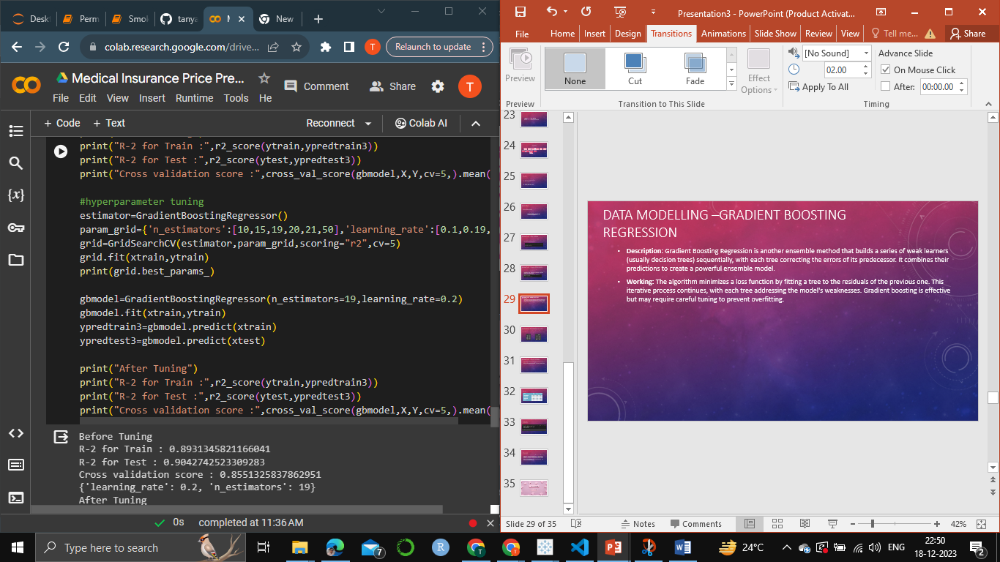 Deskt
Perm
Smok
tanya
New
colab.research.google.com/drive...
T
Relaunch to update
Medical Insurance Price Pre...
File Edit View Insert Runtime Tools He
Comment
Share
T
+ Code + Text
Reconnect
Colab AI
print("R-2 for Train :",r2_score(ytrain,ypredtrain3))
print("R-2 for Test :",r2_score(ytest,ypredtest3))
print("Cross validation score :",cross_val_score(gbmodel,X,Y,cv=5,).mean(
#hyperparameter tuning
estimator=GradientBoostingRegressor()
param_grid={'n_estimators':[10,15,19,20,21,50],'learning_rate':[0.1,0.19,
grid=GridSearchCV(estimator,param_grid,scoring="r2",cv=5)
grid.fit(xtrain,ytrain)
print(grid.best_params_)
gbmodel=GradientBoostingRegressor(n_estimators=19,learning_rate=0.2)
gbmodel.fit(xtrain,ytrain)
ypredtrain3=gbmodel.predict(xtrain)
ypredtest3=gbmodel.predict(xtest)
print("After Tuning")
print("R-2 for Train :",r2_score(ytrain,ypredtrain3))
print("R-2 for Test :",r2_score(ytest,ypredtest3))
print("Cross validation score :",cross_val_score(gbmodel,X,Y,cv=5,).mean(
Before Tuning
R-2 for Train : 0.8931345821166041
R-2 for Test : 0.9042742523309283
Cross validation score : 0.8551325837862951
{'learning_rate': 0.2, 'n_estimators': 19}
After Tuning
0s completed at 11:36 AM
Presentation3 - PowerPoint (Product Activat...
File Home Insert Design Transitions Animations Slide Show Review View Tell me... Share
Preview
None
Cut
Fade
Effect
Options
[No Sound]
02.00
Apply To All
Advance Slide
On Mouse Click
After: 00:00.00
Preview
Transition to This Slide
Timing
23
24
25
26
27
28
29
30
31
32
33
34
35
DATA MODELLING –GRADIENT BOOSTING
REGRESSION
• Description: Gradient Boosting Regression is another ensemble method that builds a series of weak learners
(usually decision trees) sequentially, with each tree correcting the errors of its predecessor. It combines their
predictions to create a powerful ensemble model.
• Working: The algorithm minimizes a loss function by fitting a tree to the residuals of the previous one. This
iterative process continues, with each tree addressing the model's weaknesses. Gradient boosting is effective
but may require careful tuning to prevent overfitting.
Slide 29 of 35
Notes
Comments
42%
Type here to search
7
24°C
ENG
22:50
18-12-2023
2